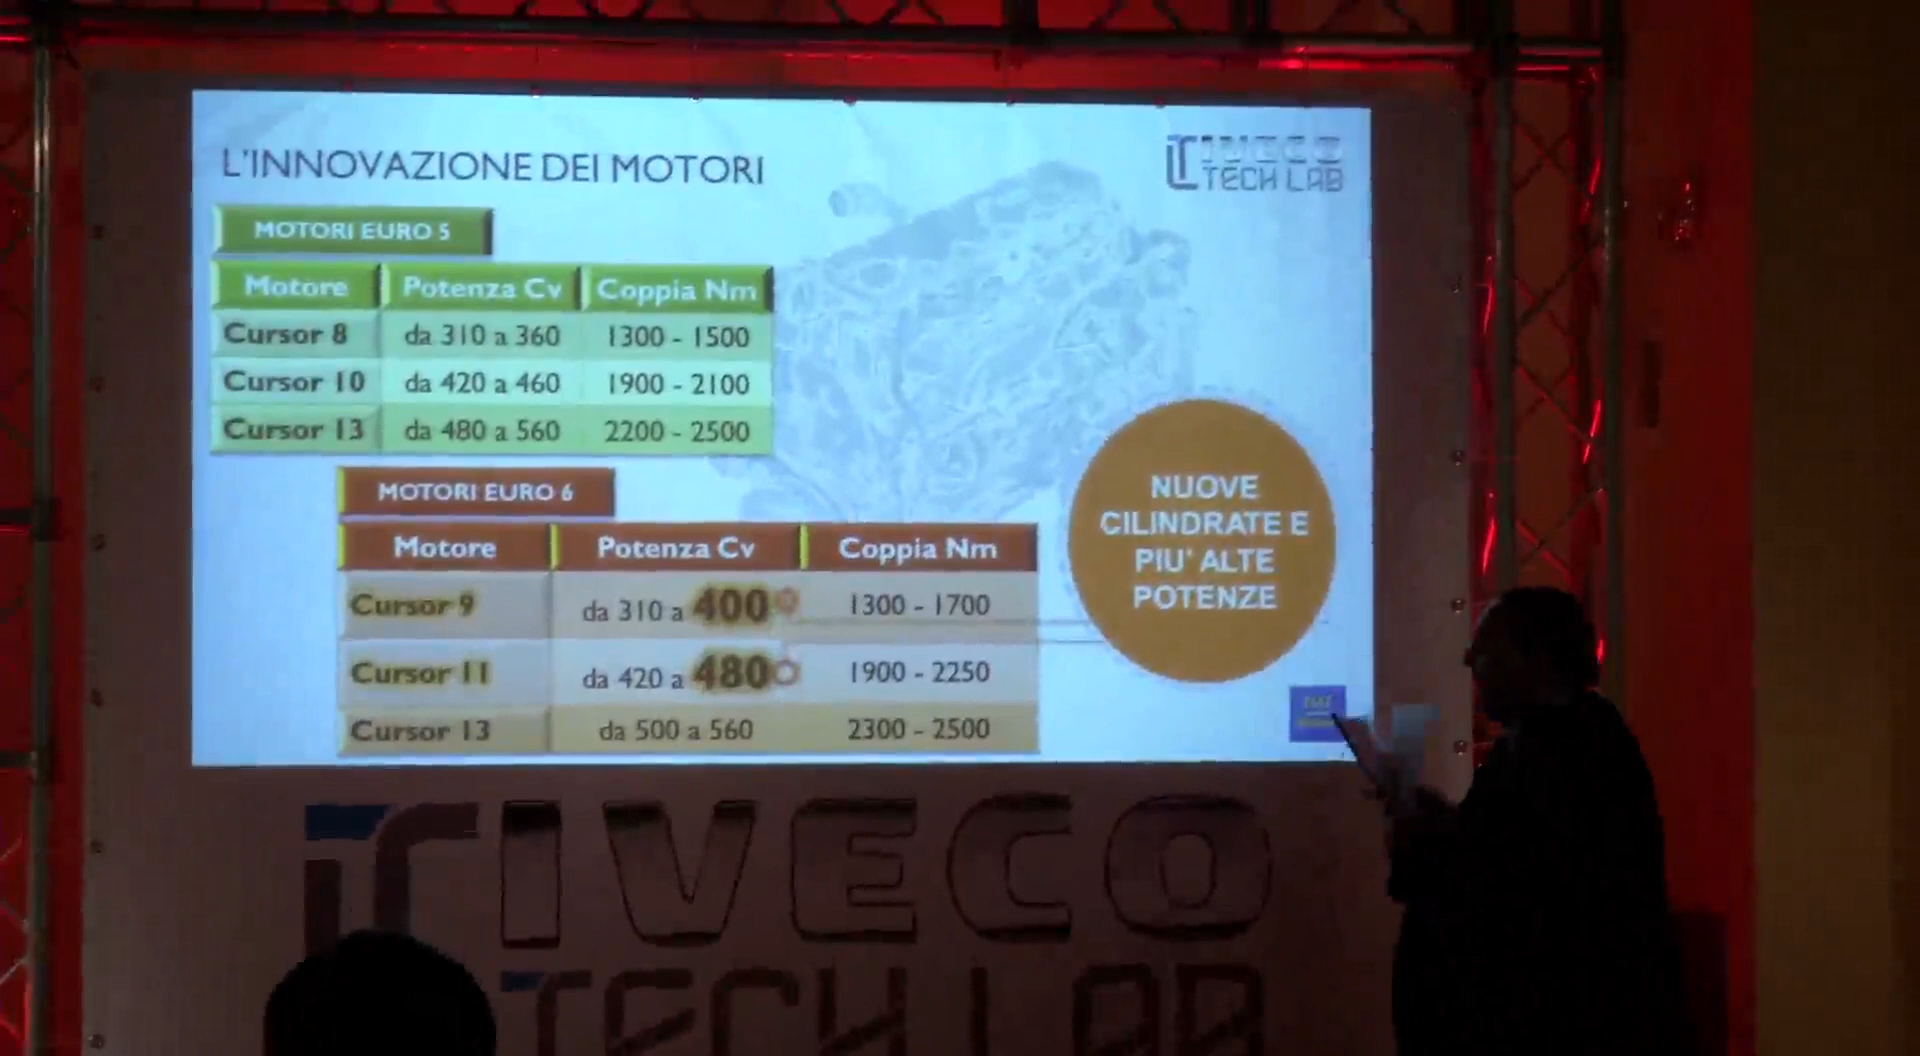 L'INNOVAZIONE DEI MOTORI
IVECO
TECH LAB
MOTORI EURO 5
Motore Potenza Cv Coppia Nm
Cursor 8 da 310 a 360 1300 - 1500
Cursor 10 da 420 a 460 1900 - 2100
Cursor 13 da 480 a 560 2200 - 2500
MOTORI EURO 6
Motore Potenza Cv Coppia Nm
Cursor 9 da 310 a 400 1300 - 1700
Cursor 11 da 420 a 480 1900 - 2250
Cursor 13 da 500 a 560 2300 - 2500
NUOVE
CILINDRATE E
PIU' ALTE
POTENZE
IVECO
TECH LAB